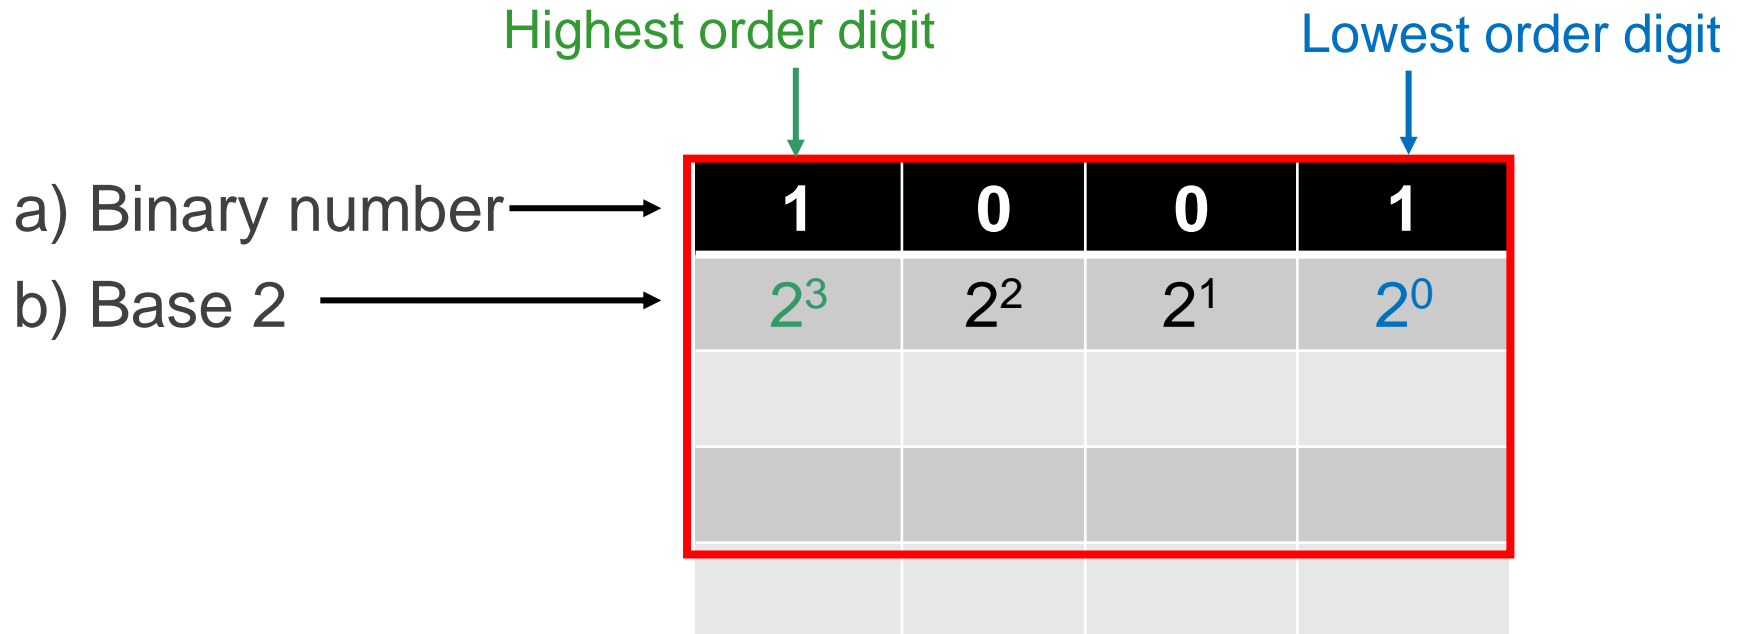 Highest order digit
Lowest order digit
a) Binary number
1 0 0 1
b) Base 2
2³ 2² 2¹ 2⁰